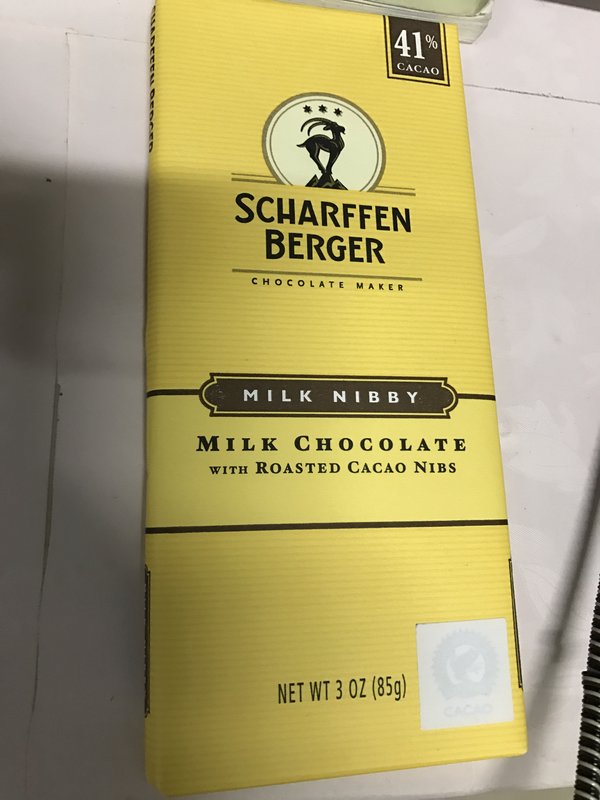 41%
CACAO
SCHARFFEN
BERGER
CHOCOLATE MAKER
MILK NIBBY
MILK CHOCOLATE
WITH ROASTED CACAO NIBS
NET WT 3 OZ (85g)
CACAO